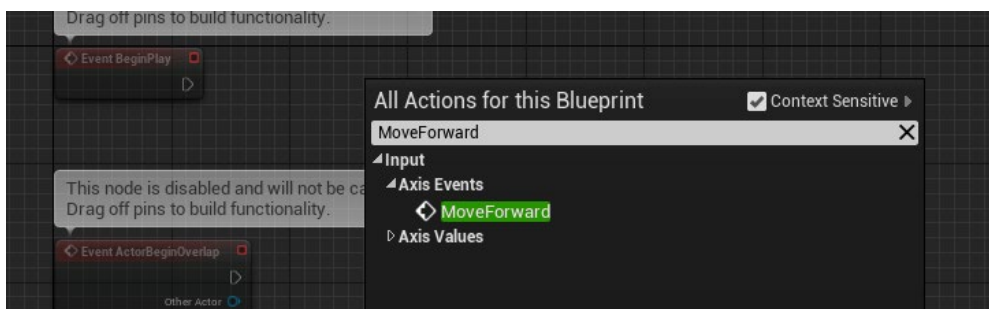 Drag off pins to build functionality.
Event BeginPlay
All Actions for this Blueprint
Context Sensitive
MoveForward
Input
Axis Events
MoveForward
Axis Values
This node is disabled and will not be ca
Drag off pins to build functionality.
Event ActorBeginOverlap
Other Actor